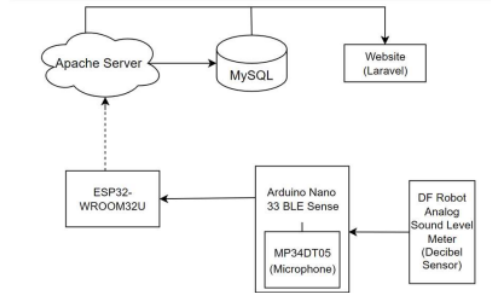 Apache Server
MySQL
Website
(Laravel)
ESP32-
WROOM32U
Arduino Nano
33 BLE Sense
MP34DT05
(Microphone)
DF Robot
Analog
Sound Level
Meter
(Decibel
Sensor)